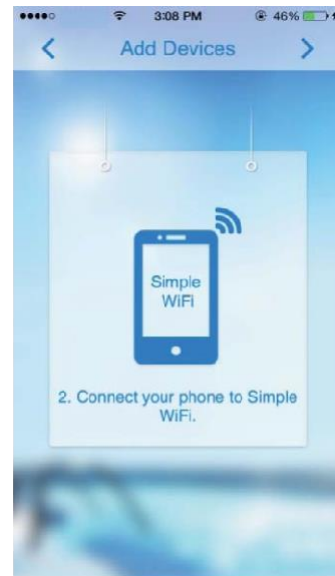 3:08 PM
46%
Add Devices
Simple
WiFi
2. Connect your phone to Simple
WiFi.